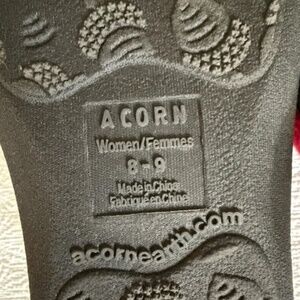 ACORN
Women/Femmes
8-9
Made in China
Fabriqué en Chine
acornearth.com